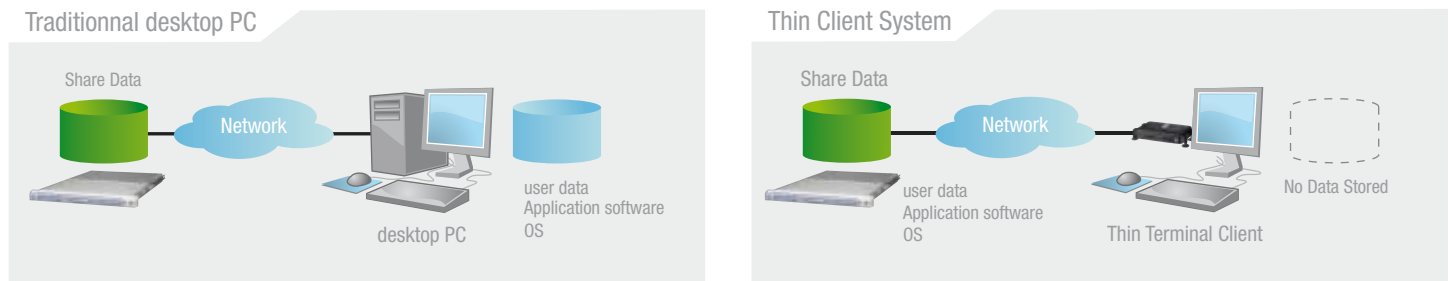 Traditionnal desktop PC
Share Data
Network
user data
Application software
OS
desktop PC
Thin Client System
Share Data
Network
user data
Application software
OS
Thin Terminal Client
No Data Stored